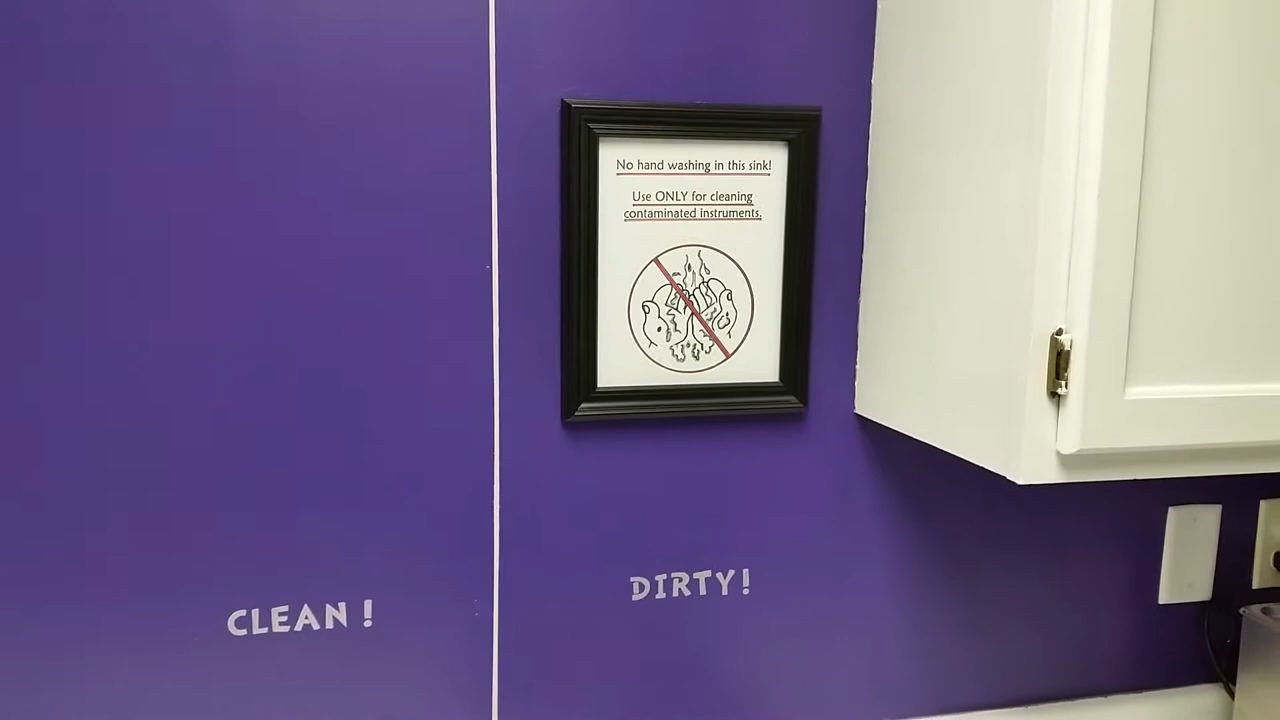 No hand washing in this sink!
Use ONLY for cleaning
contaminated instruments.
CLEAN !
DIRTY!